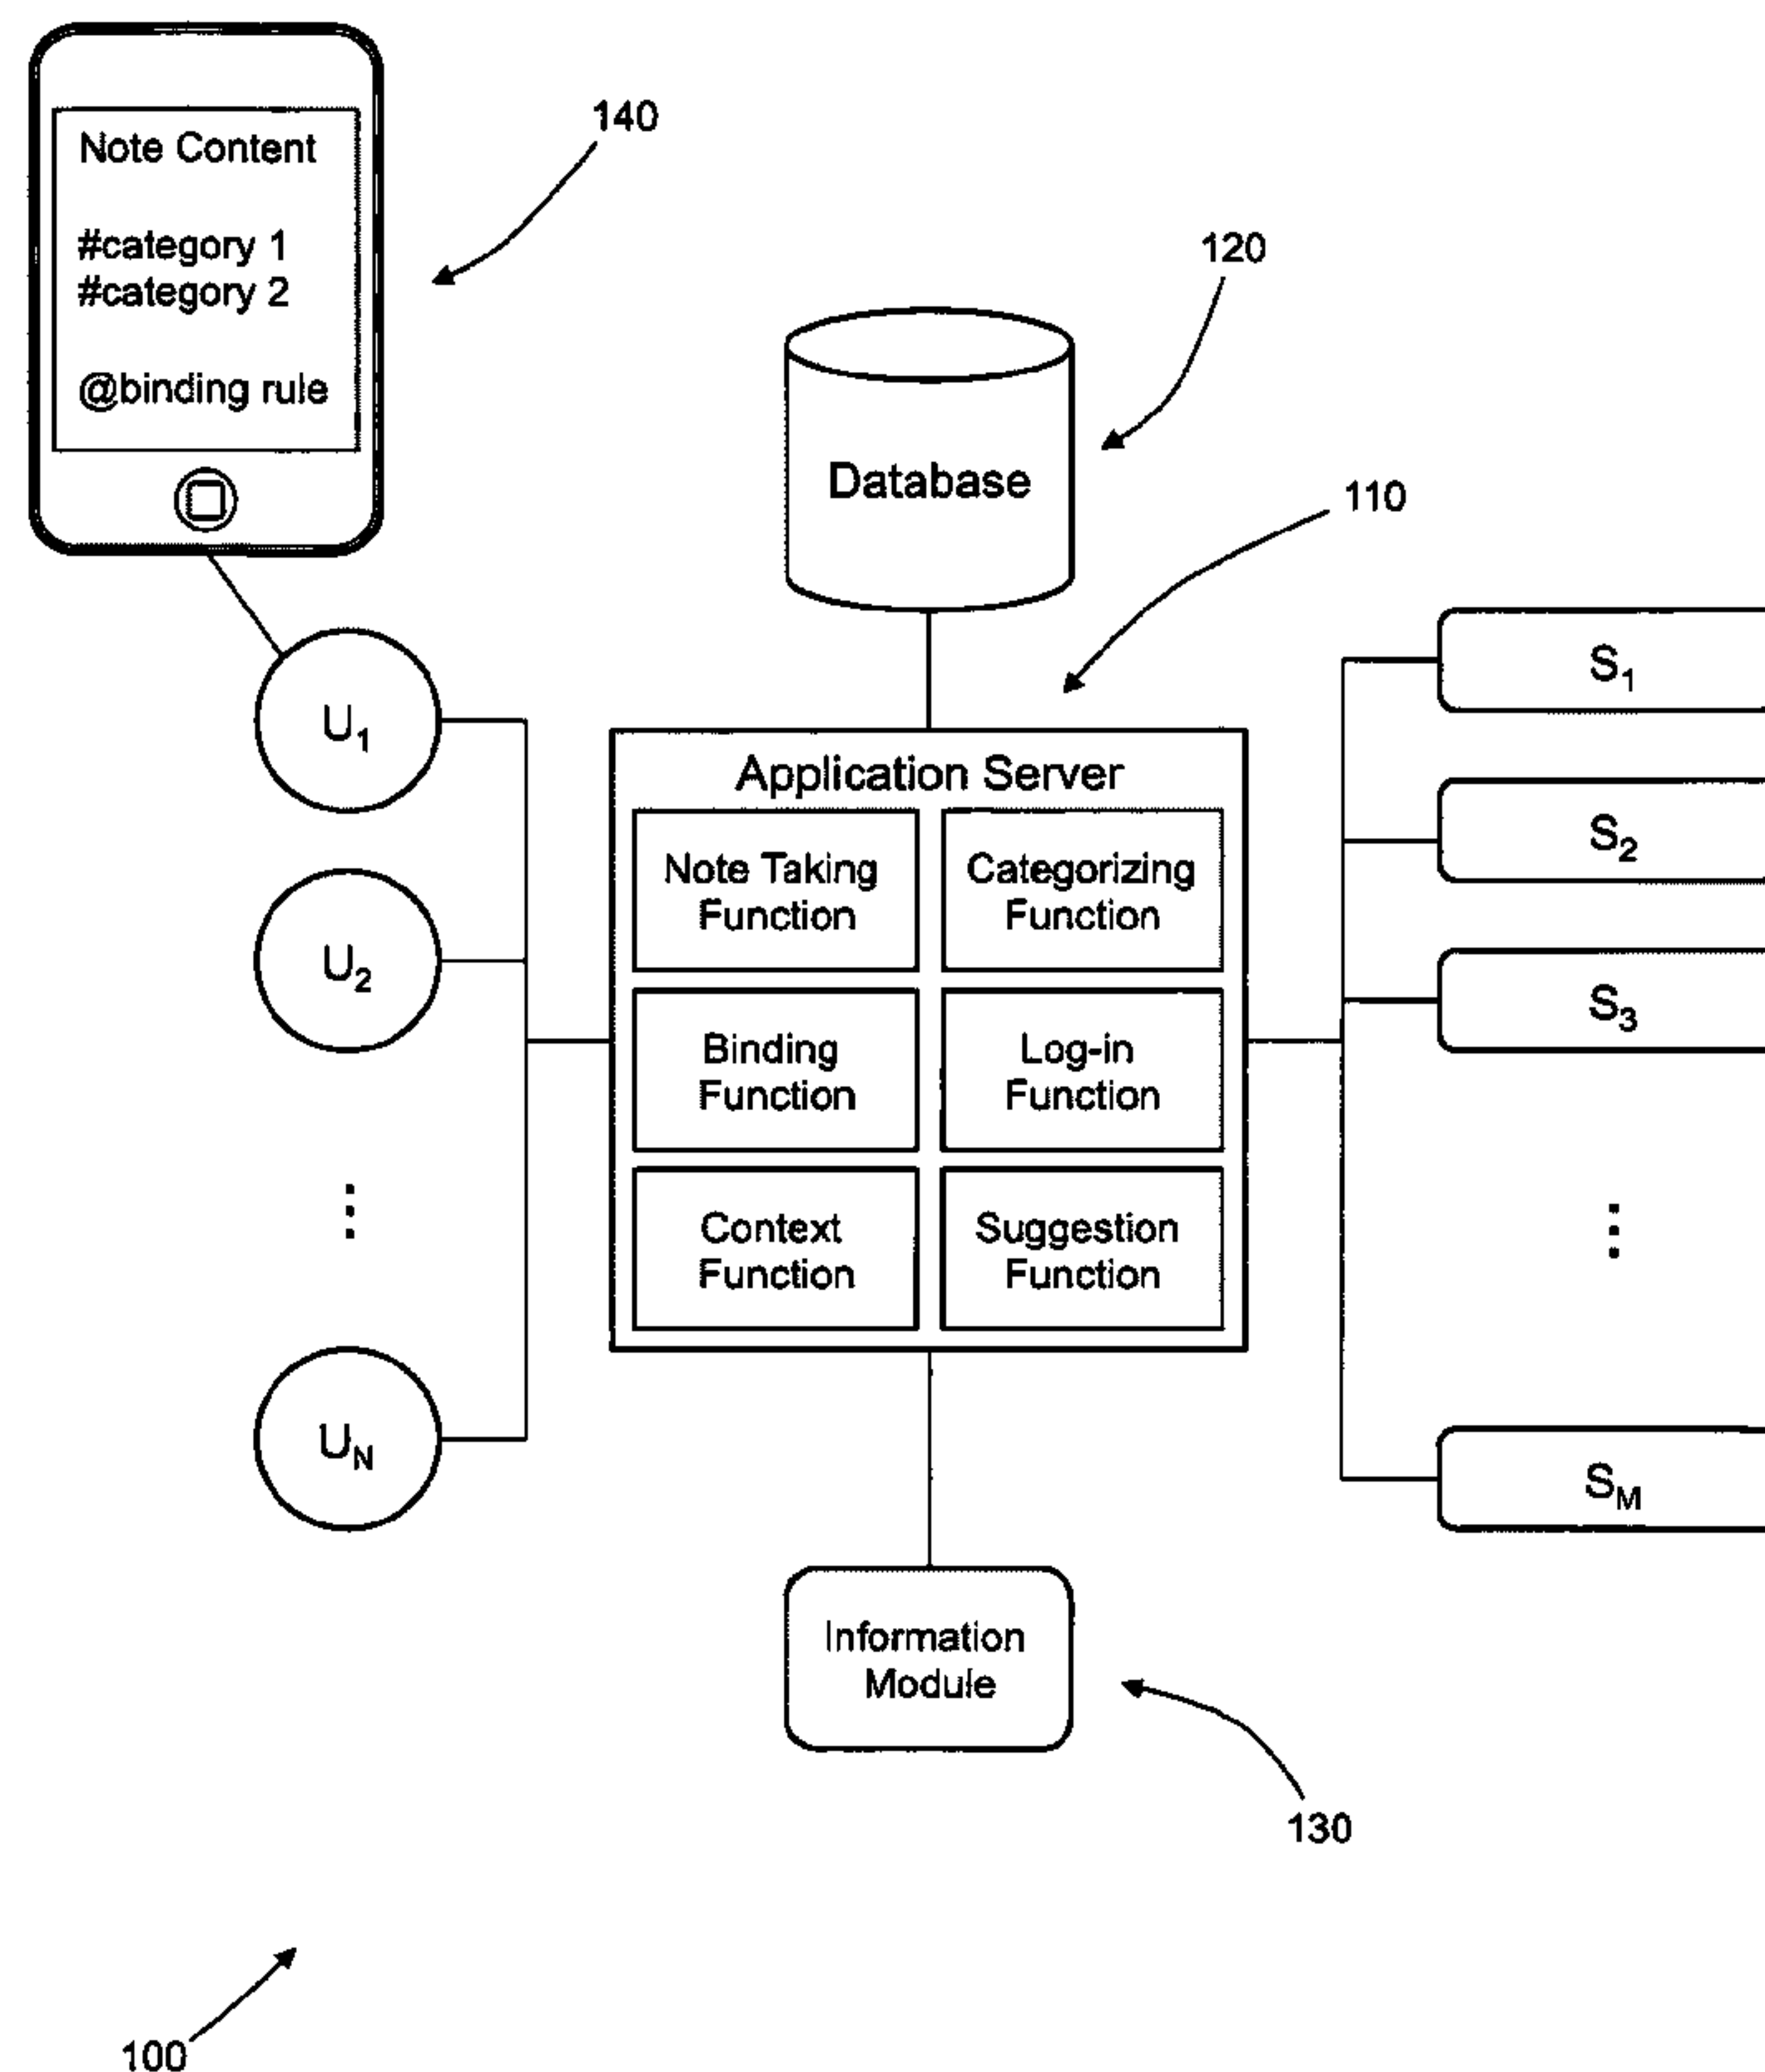 Note Content
#category 1
#category 2
@binding rule
140
120
Database
110
U1
U2
⋮
UN
Application Server
Note Taking
Function
Categorizing
Function
Binding
Function
Log-in
Function
Context
Function
Suggestion
Function
S1
S2
S3
⋮
SM
Information
Module
130
100